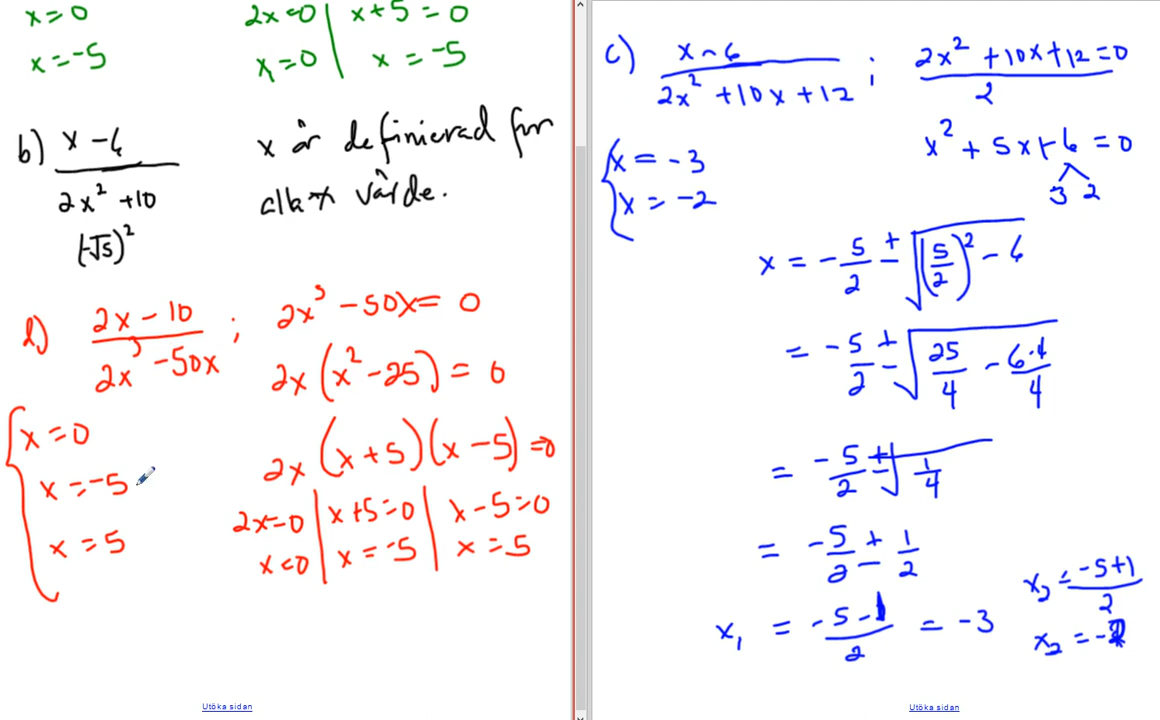 x=0
2x=0 | x+5=0
x=-5
x=0 | x=-5
b) x-6
2x² +10
(-√5)²
x är definierad för
alla x värde.
d) 2x-10 ; 2x³ -50x= 0
2x³ -50x
2x (x² -25) = 0
2x (x+5)(x-5)=0
2x=0 | x+5=0 | x-5=0
x=0 | x=-5 | x=5
x=0
x=-5
x=5
Utöka sidan
c) x-6 ; 2x² +10x+12=0
2x² +10x+12
2
x² + 5x+6 =0
3 2
x = -3
x = -2
x = -5/2 ± √(5/2)² - 6
= -5/2 ± √25/4 - 6·4/4
= -5/2 ± √1/4
= -5/2 ± 1/2
x₁ = -5-1/2 = -3
x₂ = -5+1/2
x₂ = -2
Utöka sidan